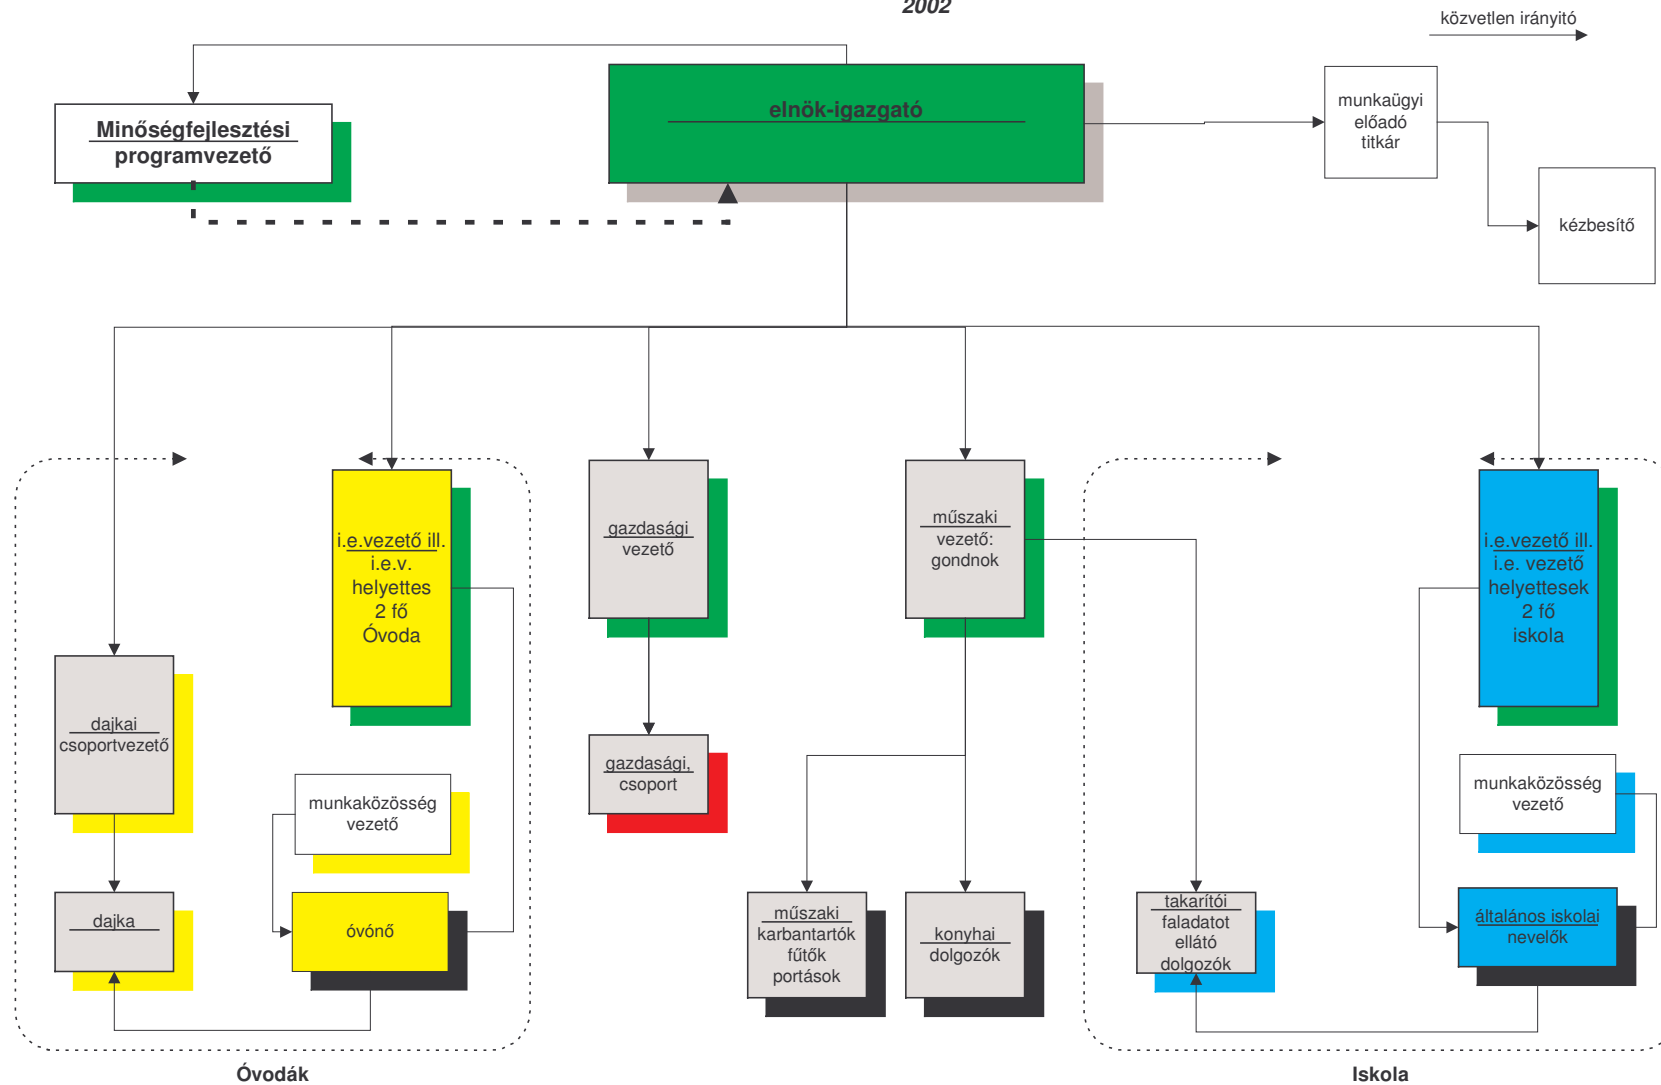 2002
közvetlen irányitó
Minőségfejlesztési
programvezető
elnök-igazgató
munkaügyi
előadó
titkár
kézbesítő
i.e.vezető ill.
i.e.v.
helyettes
2 fő
Óvoda
gazdasági
vezető
műszaki
vezető:
gondnok
i.e.vezető ill.
i.e. vezető
helyettesek
2 fő
iskola
dajkai
csoportvezető
gazdasági,
csoport
munkaközösség
vezető
munkaközösség
vezető
dajka
óvónő
műszaki
karbantartók
fűtők
portások
konyhai
dolgozók
takarítói
faladatot
ellátó
dolgozók
általános iskolai
nevelők
Óvodák
Iskola